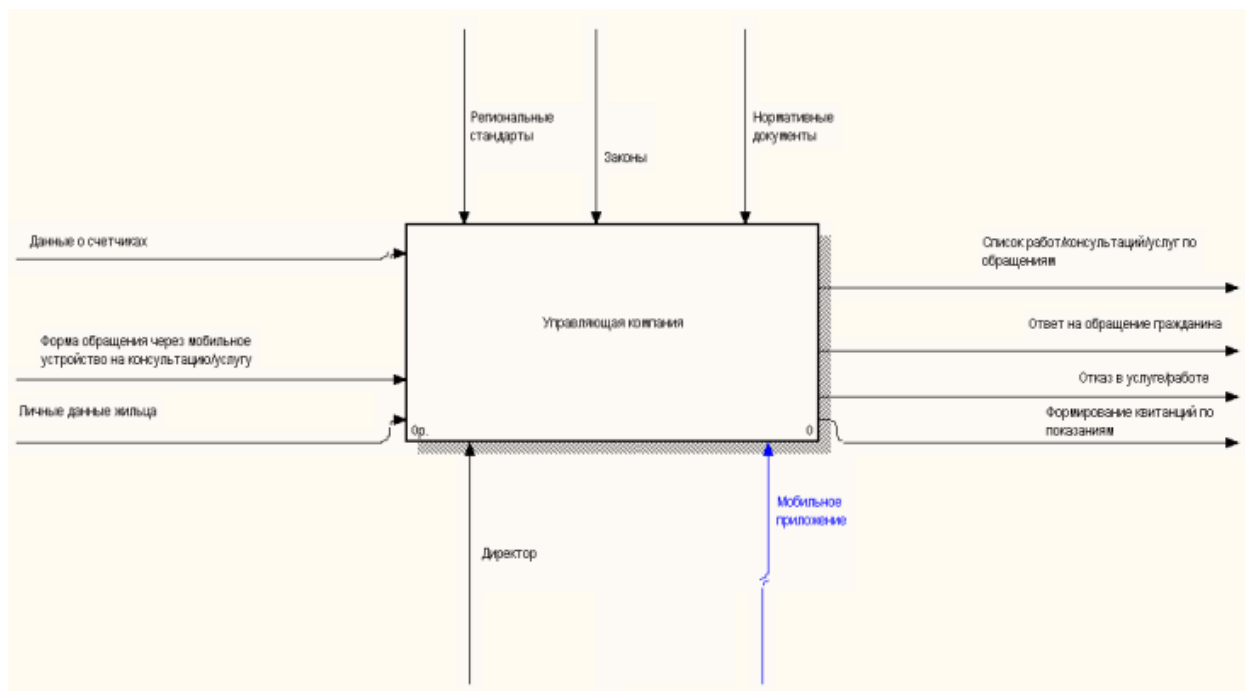 Региональные
стандарты
Законы
Нормативные
документы
Данные о счетчиках
Форма обращения через мобильное
устройство на консультацию/услугу
Личные данные жильца
Управляющая компания
0р.
0
Список работ/консультаций/услуг по
обращениям
Ответ на обращение гражданина
Отказ в услуге/работе
Формирование квитанций по
показаниям
Директор
Мобильное
приложение